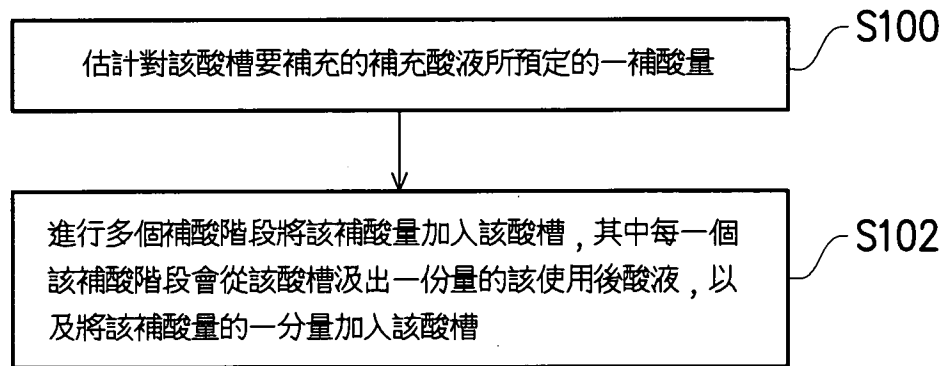 S100
估計對該酸槽要補充的補充酸液所預定的一補酸量
S102
進行多個補酸階段將該補酸量加入該酸槽，其中每一個
該補酸階段會從該酸槽汲出一份量的該使用後酸液，以
及將該補酸量的一分量加入該酸槽